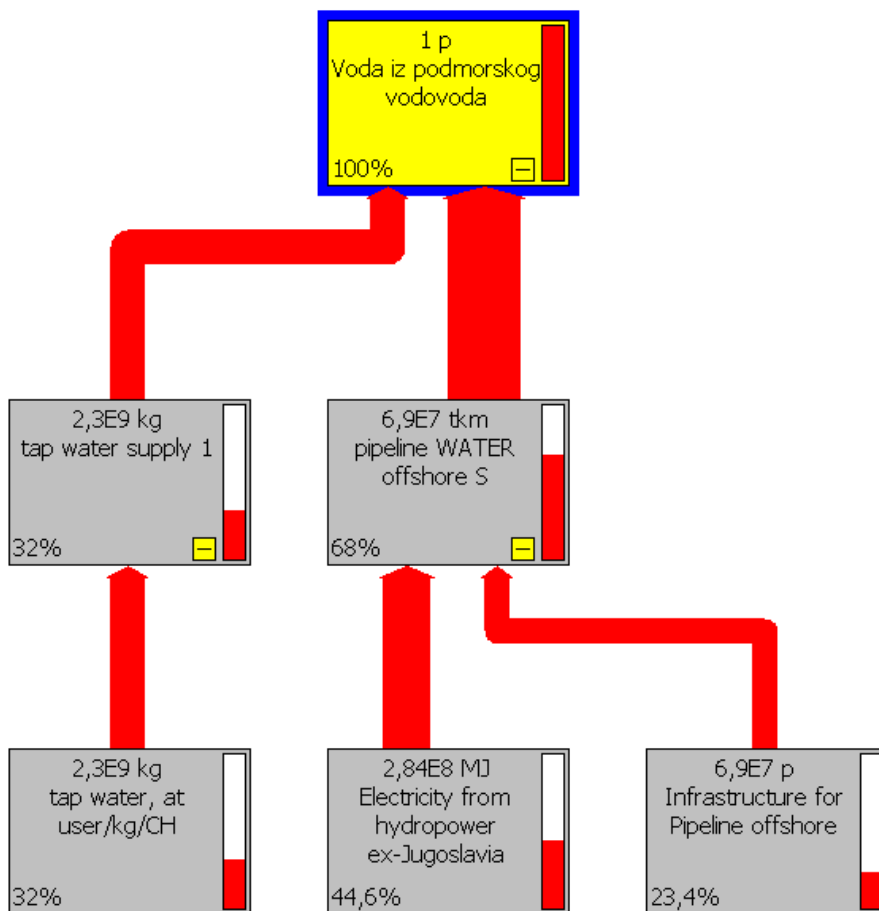 1 p
Voda iz podmorskog
vodovoda
100%
2,3E9 kg
tap water supply 1
32%
6,9E7 tkm
pipeline WATER
offshore S
68%
2,3E9 kg
tap water, at
user/kg/CH
32%
2,84E8 MJ
Electricity from
hydropower
ex-Jugoslavia
44,6%
6,9E7 p
Infrastructure for
Pipeline offshore
23,4%